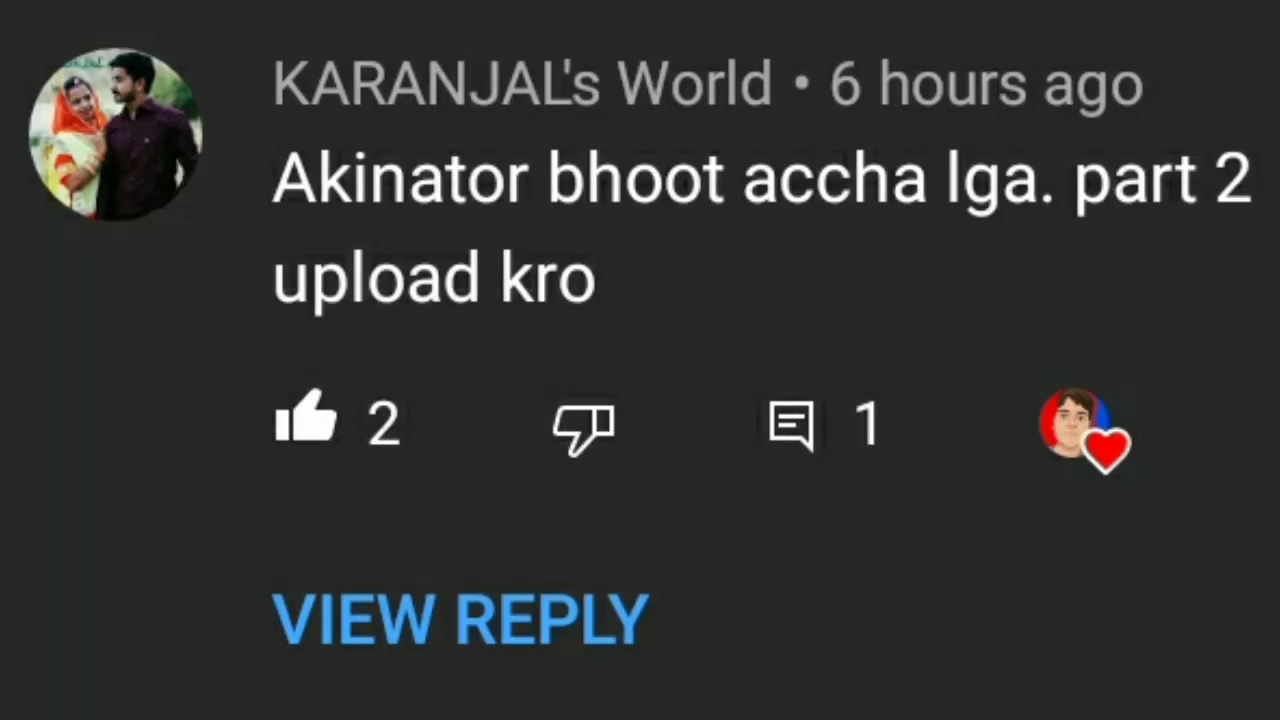 KARANJAL's World • 6 hours ago
Akinator bhoot accha lga. part 2
upload kro
2 1
VIEW REPLY